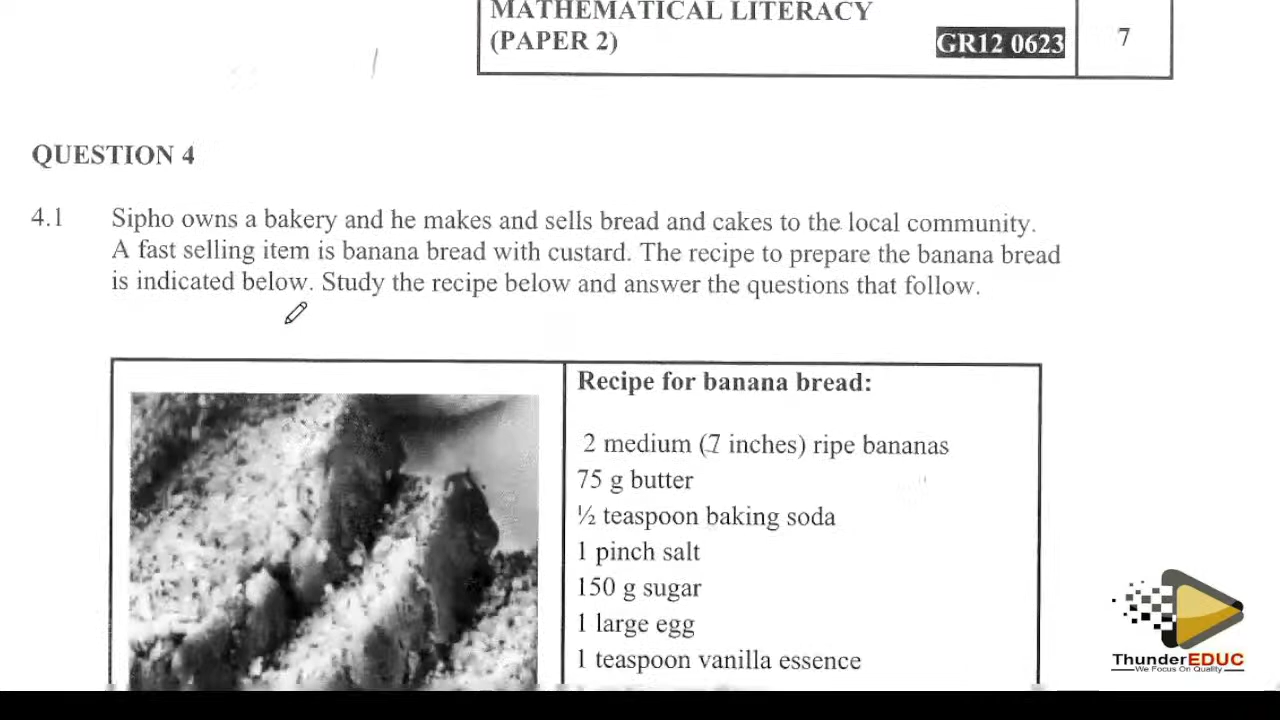 MATHEMATICAL LITERACY
(PAPER 2)
GR12 0623
7
QUESTION 4
4.1 Sipho owns a bakery and he makes and sells bread and cakes to the local community.
A fast selling item is banana bread with custard. The recipe to prepare the banana bread
is indicated below. Study the recipe below and answer the questions that follow.
Recipe for banana bread:
2 medium (7 inches) ripe bananas
75 g butter
½ teaspoon baking soda
1 pinch salt
150 g sugar
1 large egg
1 teaspoon vanilla essence
ThunderEDUC
We Focus On Quality